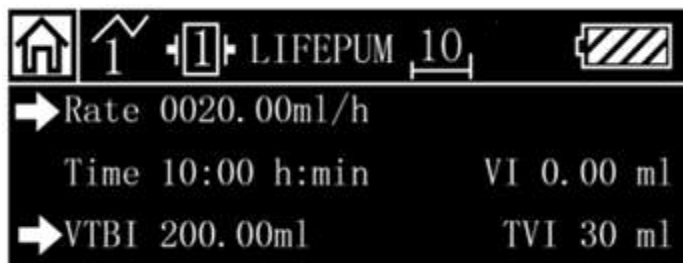 1 1 LIFEPUM 10
Rate 0020.00ml/h
Time 10:00 h:min VI 0.00 ml
VTBI 200.00ml TVI 30 ml